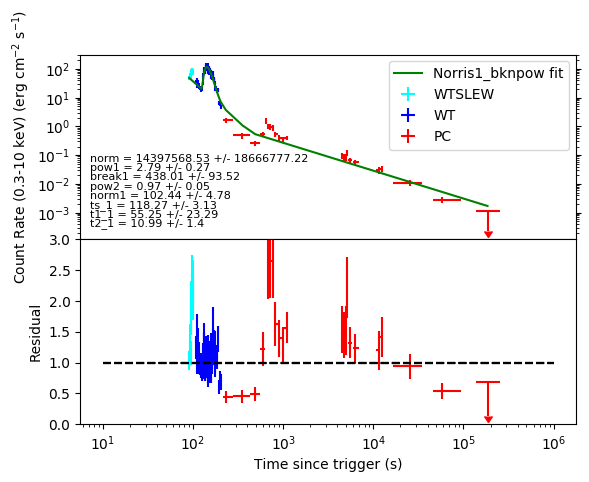 Count Rate (0.3-10 keV) (erg cm⁻² s⁻¹)
10²
10¹
10⁰
10⁻¹
10⁻²
10⁻³
Norris1_bknpow fit
WTSLEW
WT
PC
norm = 14397568.53 +/- 18666777.22
pow1 = 2.79 +/- 0.27
break1 = 438.01 +/- 93.52
pow2 = 0.97 +/- 0.05
norm1 = 102.44 +/- 4.78
ts_1 = 118.27 +/- 3.13
t1_1 = 55.25 +/- 23.29
t2_1 = 10.99 +/- 1.4
Residual
3.0
2.5
2.0
1.5
1.0
0.5
0.0
10¹ 10² 10³ 10⁴ 10⁵ 10⁶
Time since trigger (s)